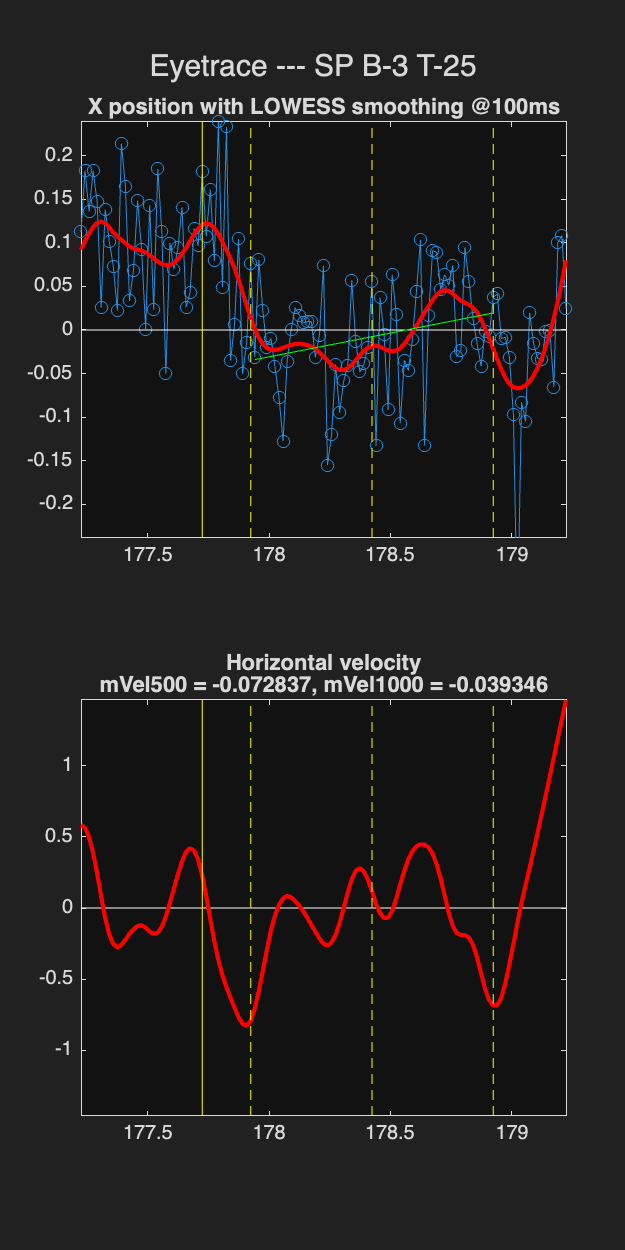 Eyetrace --- SP B-3 T-25
X position with LOWESS smoothing @100ms
0.2
0.15
0.1
0.05
0
-0.05
-0.1
-0.15
-0.2
177.5 178 178.5 179
Horizontal velocity
mVel500 = -0.072837, mVel1000 = -0.039346
1
0.5
0
-0.5
-1
177.5 178 178.5 179